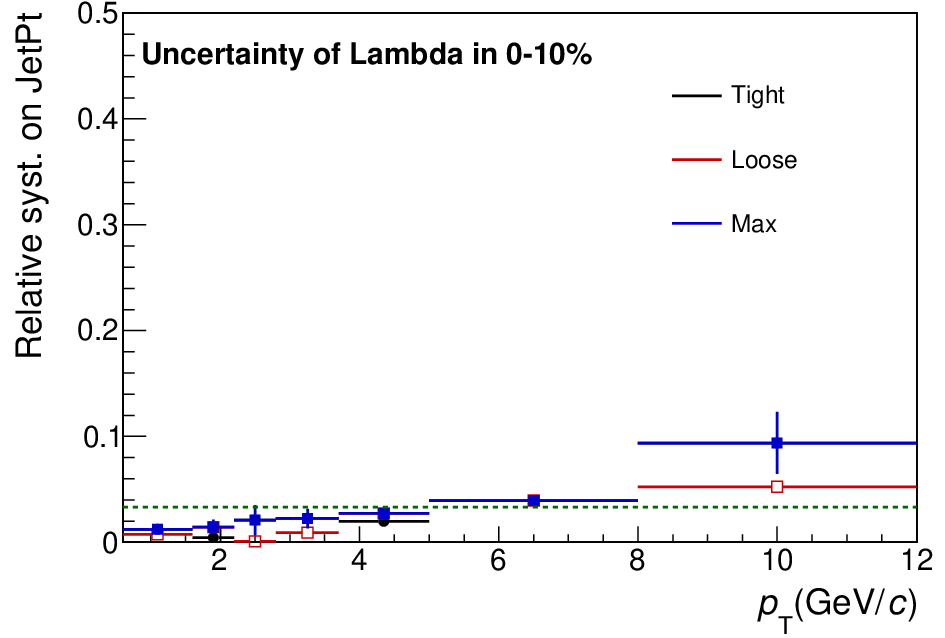 Uncertainty of Lambda in 0-10%
Tight
Loose
Max
Relative syst. on JetPt
0.5
0.4
0.3
0.2
0.1
0
2
4
6
8
10
12
pT(GeV/c)